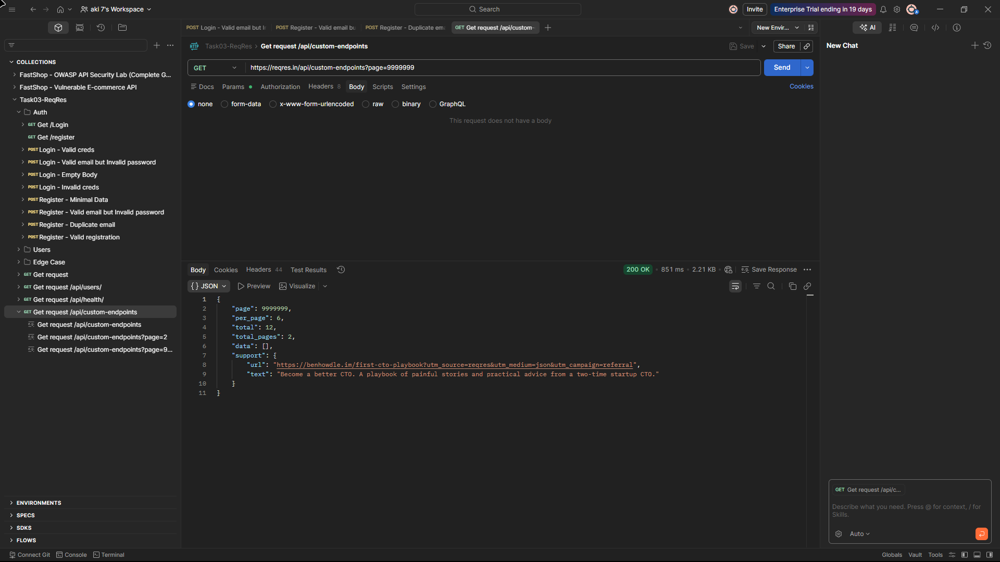 aki 7's Workspace
Search
Invite
Enterprise Trial ending in 19 days
POST Login - Valid email but I
POST Register - Valid email bu
POST Register - Duplicate ema
GET Get request /api/custom-
New Envir...
AI
COLLECTIONS
FastShop - OWASP API Security Lab (Complete G...
FastShop - Vulnerable E-commerce API
Task03-ReqRes
Auth
GET Get /Login
GET Get /register
POST Login - Valid creds
POST Login - Valid email but Invalid password
POST Login - Empty Body
POST Login - Invalid creds
POST Register - Minimal Data
POST Register - Valid email but Invalid password
POST Register - Duplicate email
POST Register - Valid registration
Users
Edge Case
GET Get request
GET Get request /api/users/
GET Get request /api/health/
GET Get request /api/custom-endpoints
e.g. Get request /api/custom-endpoints
e.g. Get request /api/custom-endpoints?page=2
e.g. Get request /api/custom-endpoints?page=9...
ENVIRONMENTS
SPECS
SDKS
FLOWS
HTTP Task03-ReqRes > Get request /api/custom-endpoints
Save
Share
GET https://reqres.in/api/custom-endpoints?page=9999999
Send
Docs Params Authorization Headers 8 Body Scripts Settings
Cookies
none form-data x-www-form-urlencoded raw binary GraphQL
This request does not have a body
Body Cookies Headers 44 Test Results
200 OK • 851 ms • 2.21 KB •
e.g. Save Response
{} JSON Preview Visualize
1 {
2 "page": 9999999,
3 "per_page": 6,
4 "total": 12,
5 "total_pages": 2,
6 "data": [],
7 "support": {
8 "url": "https://benhowdle.im/first-cto-playbook?utm_source=reqres&utm_medium=json&utm_campaign=referral",
9 "text": "Become a better CTO. A playbook of painful stories and practical advice from a two-time startup CTO."
10 }
11 }
New Chat
GET Get request /api/c...
Describe what you need. Press @ for context, / for
Skills.
Auto
Connect Git
Console
Terminal
Globals
Vault
Tools